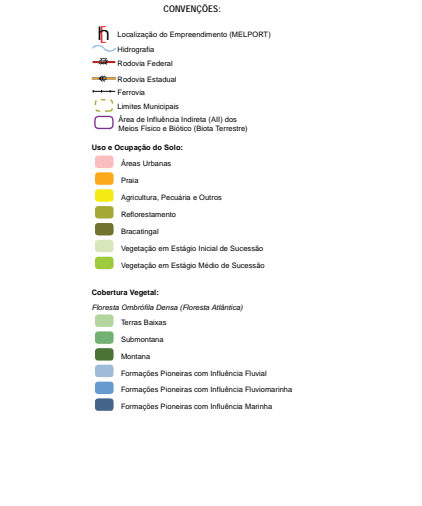 CONVENÇÕES:
Localização do Empreendimento (MELPORT)
Hidrografia
Rodovia Federal
Rodovia Estadual
Ferrovia
Limites Municipais
Área de Influência Indireta (AII) dos
Meios Físico e Biótico (Biota Terrestre)
Uso e Ocupação do Solo:
Áreas Urbanas
Praia
Agricultura, Pecuária e Outros
Reflorestamento
Bracatingal
Vegetação em Estágio Inicial de Sucessão
Vegetação em Estágio Médio de Sucessão
Cobertura Vegetal:
Floresta Ombrófila Densa (Floresta Atlântica)
Terras Baixas
Submontana
Montana
Formações Pioneiras com Influência Fluvial
Formações Pioneiras com Influência Fluviomarinha
Formações Pioneiras com Influência Marinha